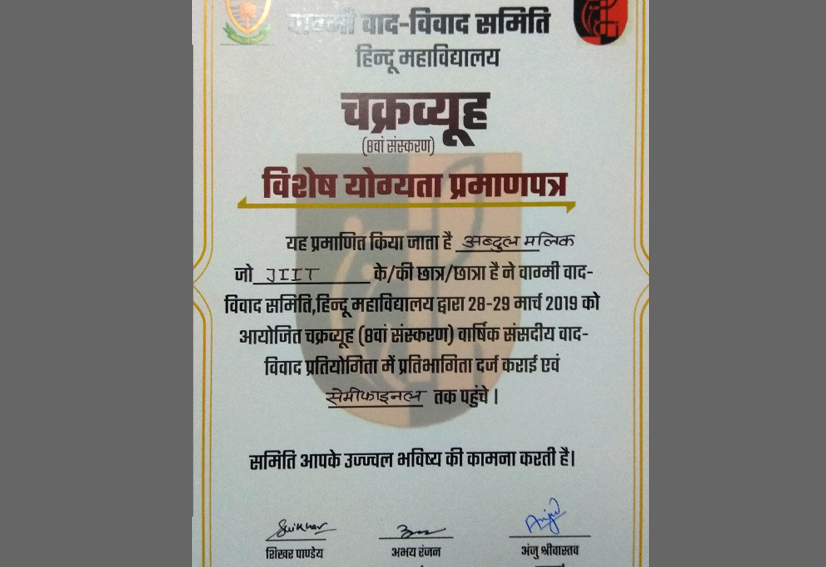 वाग्मी वाद-विवाद समिति
हिन्दू महाविद्यालय
चक्रव्यूह
(8वां संस्करण)
विशेष योग्यता प्रमाणपत्र
यह प्रमाणित किया जाता है अब्दुल मलिक
जो JIIT के/की छात्र/छात्रा है ने वाग्मी वाद-
विवाद समिति,हिन्दू महाविद्यालय द्वारा 28-29 मार्च 2019 को
आयोजित चक्रव्यूह (8वां संस्करण) वार्षिक संसदीय वाद-
विवाद प्रतियोगिता में प्रतिभागिता दर्ज कराई एवं
सेमीफाइनल तक पहुंचे।
समिति आपके उज्ज्वल भविष्य की कामना करती है।
Shikhar Anju
शिखर पाण्डेय अभय रंजन अंजु श्रीवास्तव